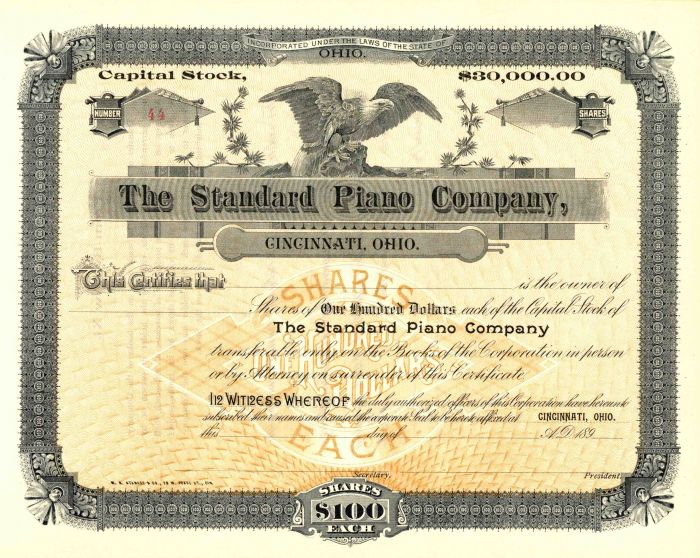 INCORPORATED UNDER THE LAWS OF THE STATE OF
OHIO.
Capital Stock, $30,000.00
NUMBER 44 SHARES
The Standard Piano Company,
CINCINNATI, OHIO.
This Certifies that is the owner of
Shares of One Hundred Dollars each of the Capital Stock of
The Standard Piano Company
transferable only on the Books of the Corporation in person
or by Attorney on surrender of this Certificate
IN WITNESS WHEREOF the duly authorized officers of this Corporation have hereunto
subscribed their names and caused the corporate Seal to be hereto affixed at CINCINNATI, OHIO.
this day of A.D. 189
SHARES
ONE HUNDRED
DOLLARS
EACH
Secretary. President.
SHARES
$100
EACH